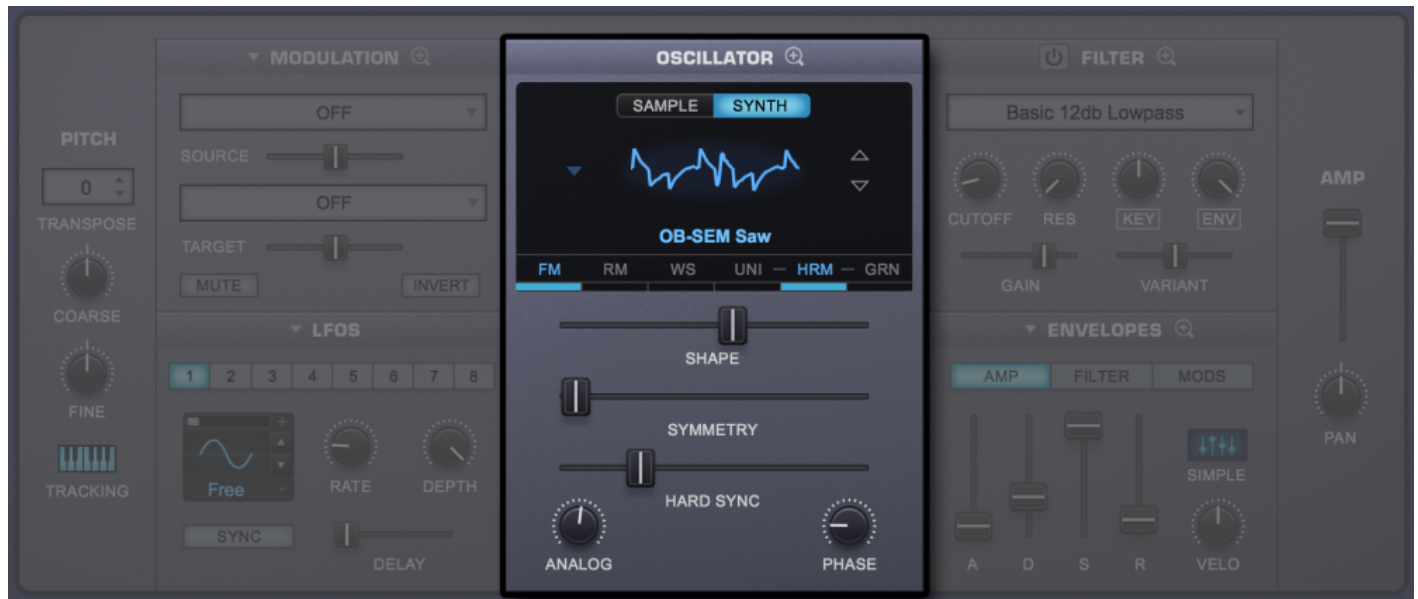 MODULATION
OSCILLATOR
FILTER
SAMPLE SYNTH
OFF
Basic 12db Lowpass
PITCH
SOURCE
0
OFF
AMP
TRANSPOSE
CUTOFF RES KEY ENV
TARGET
OB-SEM Saw
FM RM WS UNI — HRM — GRN
MUTE INVERT
GAIN VARIANT
COARSE
LFOS
ENVELOPES
SHAPE
1 2 3 4 5 6 7 8
AMP FILTER MODS
FINE
SYMMETRY
PAN
SIMPLE
Free
RATE DEPTH
TRACKING
HARD SYNC
SYNC
DELAY
ANALOG PHASE
A D S R VELO